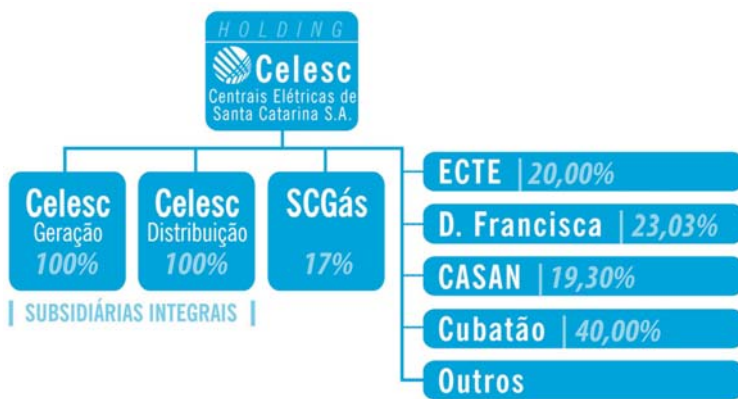 HOLDING
Celesc
Centrais Elétricas de
Santa Catarina S.A.
Celesc
Geração
100%
Celesc
Distribuição
100%
SCGás
17%
SUBSIDIÁRIAS INTEGRAIS
ECTE | 20,00%
D. Francisca | 23,03%
CASAN | 19,30%
Cubatão | 40,00%
Outros